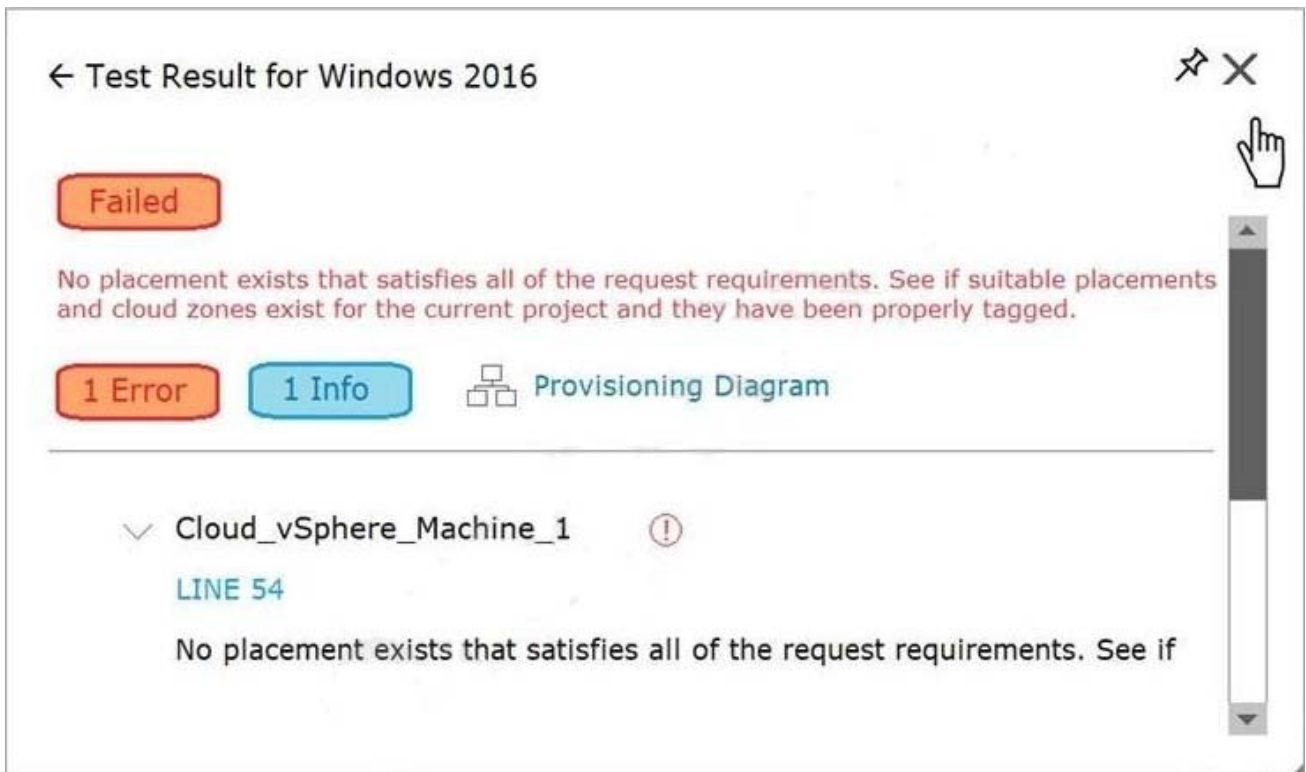 ← Test Result for Windows 2016
Failed
No placement exists that satisfies all of the request requirements. See if suitable placements
and cloud zones exist for the current project and they have been properly tagged.
1 Error 1 Info Provisioning Diagram
Cloud_vSphere_Machine_1
LINE 54
No placement exists that satisfies all of the request requirements. See if